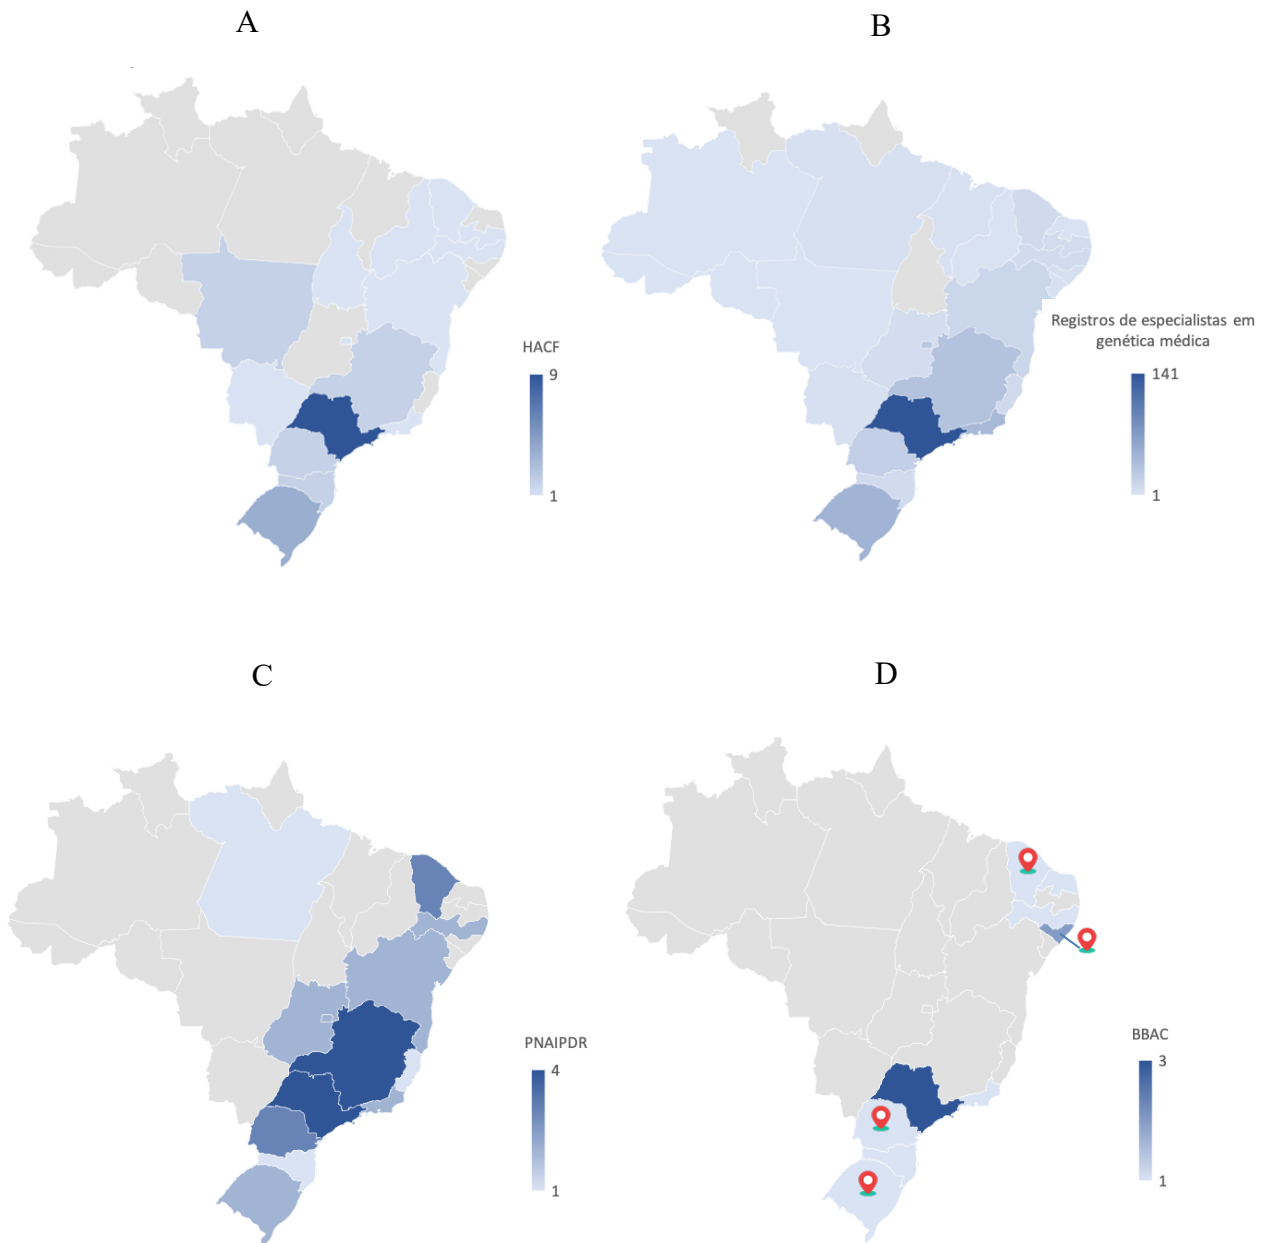 A
B
HACF
9
1
Registros de especialistas em
genética médica
141
1
C
D
PNAIPDR
4
1
BBAC
3
1